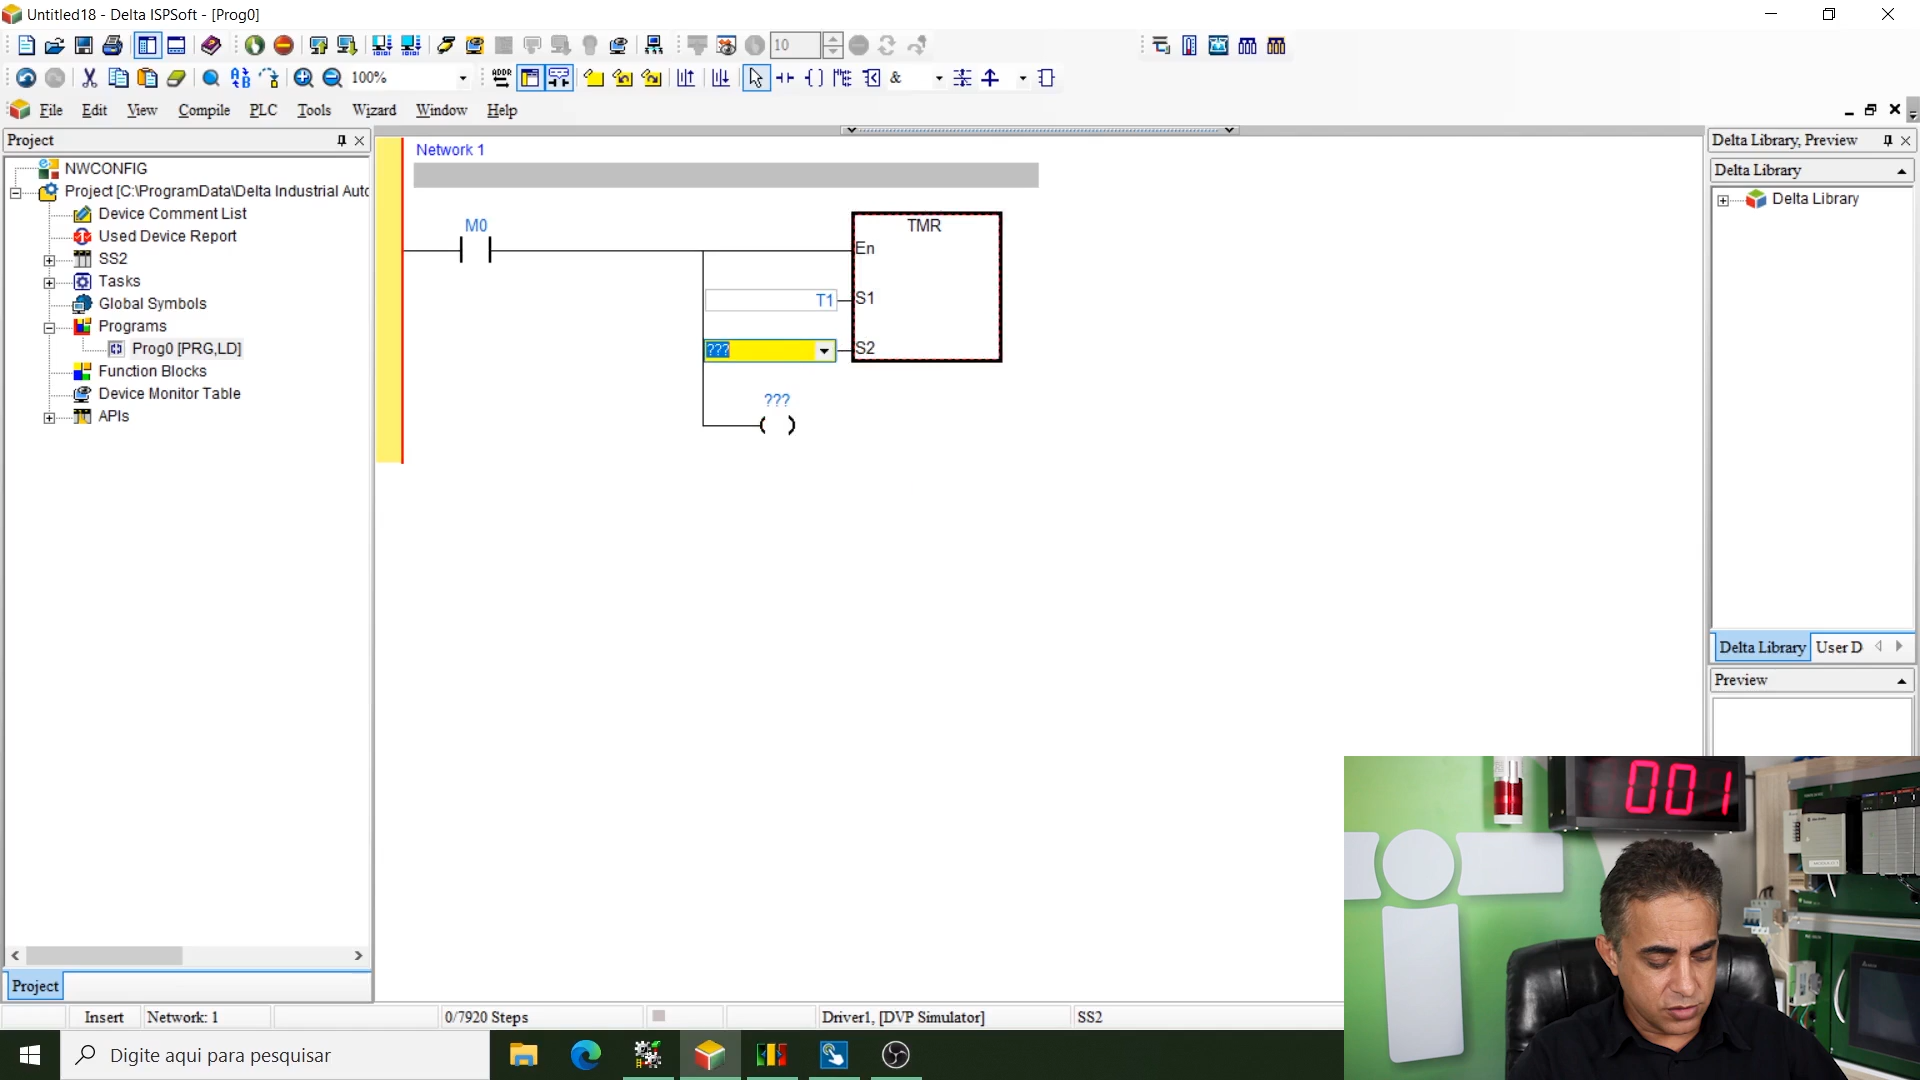 Untitled18 - Delta ISPSoft - [Prog0]
10
100%
ADDR
&
File Edit View Compile PLC Tools Wizard Window Help
Project
NWCONFIG
Project [C:\ProgramData\Delta Industrial Auto
Device Comment List
Used Device Report
SS2
Tasks
Global Symbols
Programs
Prog0 [PRG,LD]
Function Blocks
Device Monitor Table
APIs
Project
Network 1
M0
TMR
En
T1
S1
???
S2
???
Delta Library, Preview
Delta Library
Delta Library
Delta Library
User D
Preview
001
Insert
Network: 1
0/7920 Steps
Driver1, [DVP Simulator]
SS2
Digite aqui para pesquisar